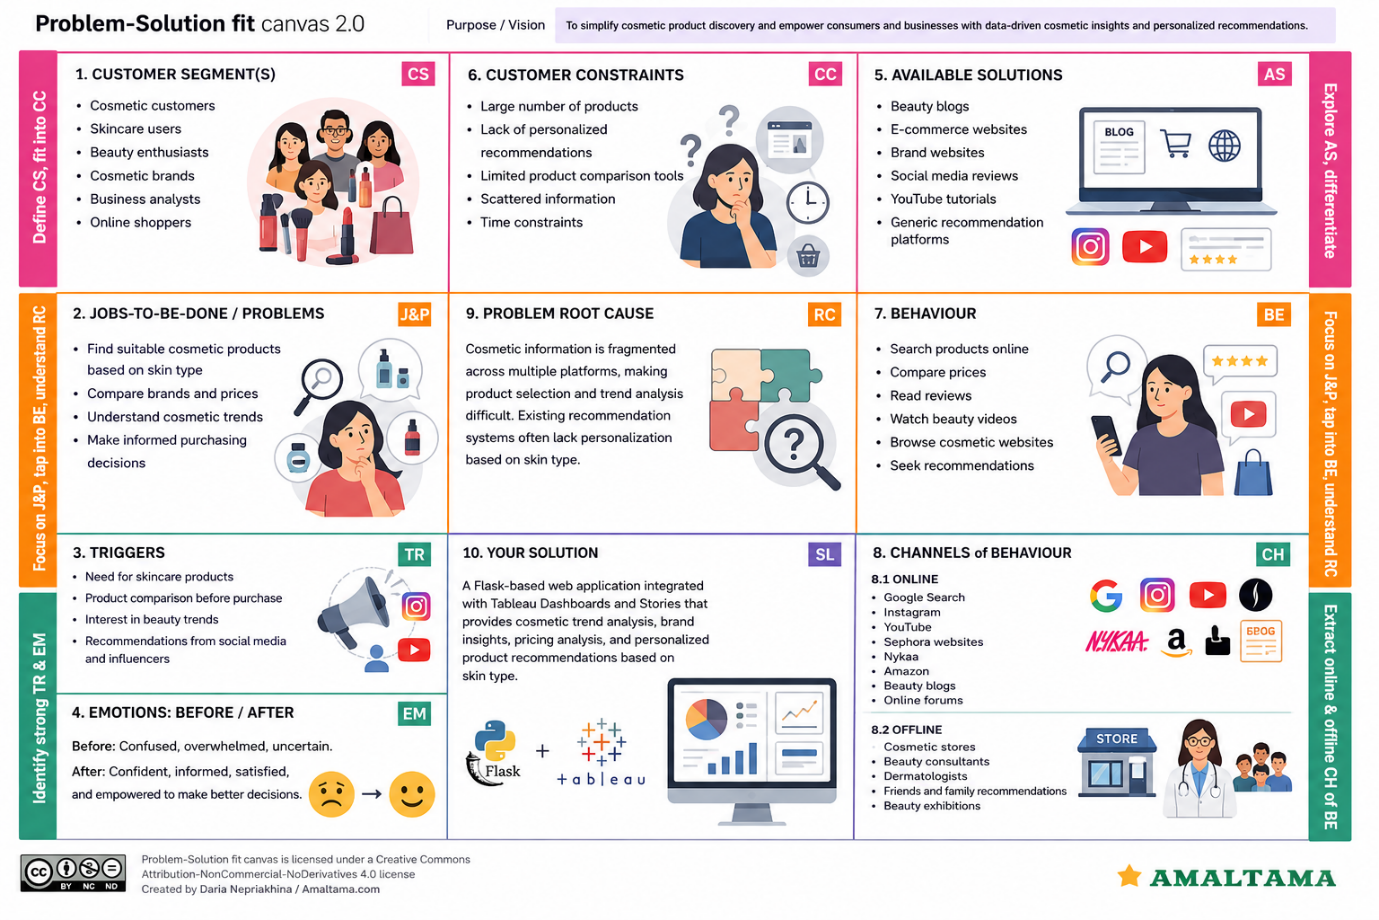 Problem-Solution fit canvas 2.0
Purpose / Vision
To simplify cosmetic product discovery and empower consumers and businesses with data-driven cosmetic insights and personalized recommendations.
Define CS, fit into CC
1. CUSTOMER SEGMENT(S)
CS
• Cosmetic customers
• Skincare users
• Beauty enthusiasts
• Cosmetic brands
• Business analysts
• Online shoppers
6. CUSTOMER CONSTRAINTS
CC
• Large number of products
• Lack of personalized
recommendations
• Limited product comparison tools
• Scattered information
• Time constraints
?
?
5. AVAILABLE SOLUTIONS
AS
• Beauty blogs
• E-commerce websites
• Brand websites
• Social media reviews
• YouTube tutorials
• Generic recommendation
platforms
BLOG
Explore AS, differentiate
Focus on J&P, tap into BE, understand RC
2. JOBS-TO-BE-DONE / PROBLEMS
J&P
• Find suitable cosmetic products
based on skin type
• Compare brands and prices
• Understand cosmetic trends
• Make informed purchasing
decisions
9. PROBLEM ROOT CAUSE
RC
Cosmetic information is fragmented
across multiple platforms, making
product selection and trend analysis
difficult. Existing recommendation
systems often lack personalization
based on skin type.
?
7. BEHAVIOUR
BE
• Search products online
• Compare prices
• Read reviews
• Watch beauty videos
• Browse cosmetic websites
• Seek recommendations
Focus on J&P, tap into BE, understand RC
Identify strong TR & EM
3. TRIGGERS
TR
• Need for skincare products
• Product comparison before purchase
• Interest in beauty trends
• Recommendations from social media
and influencers
4. EMOTIONS: BEFORE / AFTER
EM
Before: Confused, overwhelmed, uncertain.
After: Confident, informed, satisfied,
and empowered to make better decisions.
10. YOUR SOLUTION
SL
A Flask-based web application integrated
with Tableau Dashboards and Stories that
provides cosmetic trend analysis, brand
insights, pricing analysis, and personalized
product recommendations based on
skin type.
Flask
+
+ableau
8. CHANNELS of BEHAVIOUR
CH
8.1 ONLINE
• Google Search
• Instagram
• YouTube
• Sephora websites
• Nykaa
• Amazon
• Beauty blogs
• Online forums
G
NYKAA
a
8.2 OFFLINE
• Cosmetic stores
• Beauty consultants
• Dermatologists
• Friends and family recommendations
• Beauty exhibitions
STORE
Extract online & offline CH of BE
CC
BY NC ND
Problem-Solution fit canvas is licensed under a Creative Commons
Attribution-NonCommercial-NoDerivatives 4.0 license
Created by Daria Nepriakhina / Amaltama.com
AMALTAMA